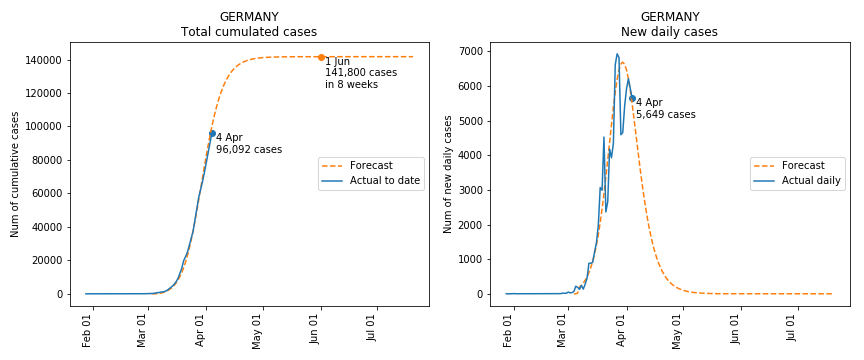 GERMANY
Total cumulated cases
Num of cumulative cases
140000
120000
100000
80000
60000
40000
20000
0
1 Jun
141,800 cases
in 8 weeks
4 Apr
96,092 cases
Forecast
Actual to date
Feb 01
Mar 01
Apr 01
May 01
Jun 01
Jul 01
GERMANY
New daily cases
Num of new daily cases
7000
6000
5000
4000
3000
2000
1000
0
4 Apr
5,649 cases
Forecast
Actual daily
Feb 01
Mar 01
Apr 01
May 01
Jun 01
Jul 01